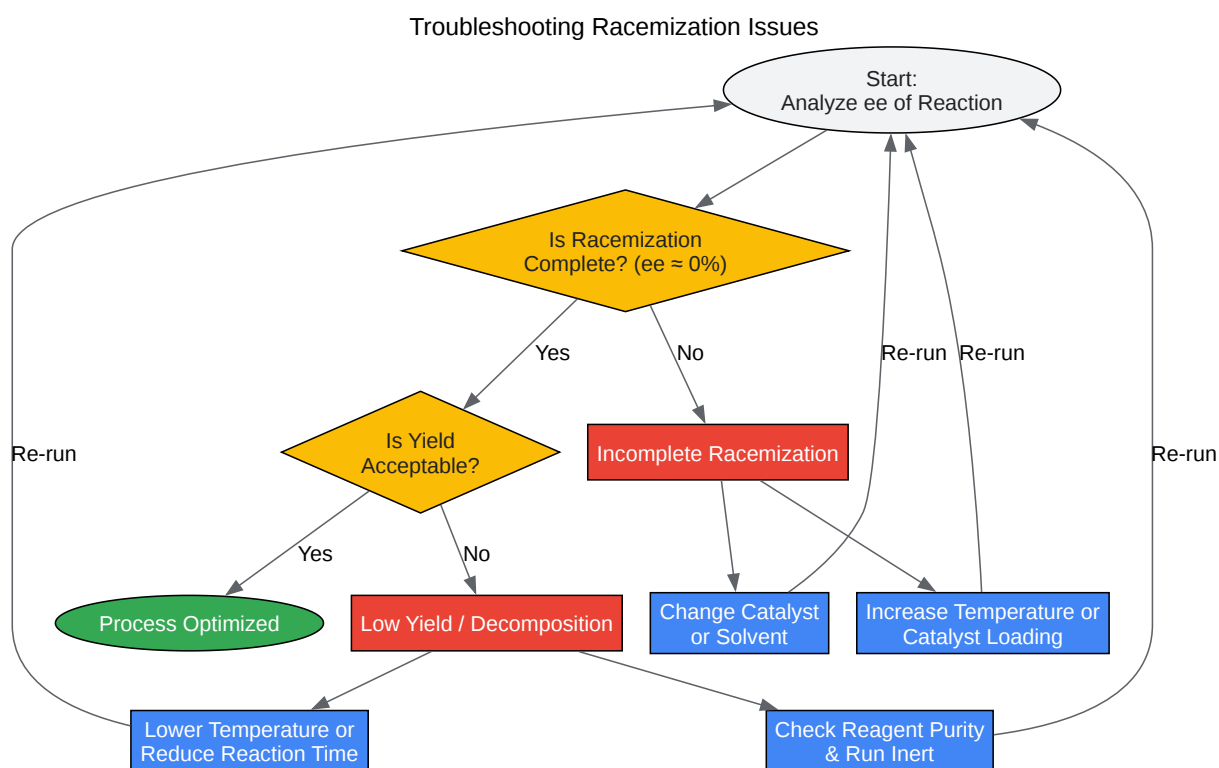 Troubleshooting Racemization Issues
Start:
Analyze ee of Reaction
Is Racemization
Complete? (ee ≈ 0%)
Yes
No
Re-run
Re-run
Is Yield
Acceptable?
Incomplete Racemization
Re-run
Re-run
Yes
No
Process Optimized
Low Yield / Decomposition
Change Catalyst
or Solvent
Increase Temperature or
Catalyst Loading
Lower Temperature or
Reduce Reaction Time
Check Reagent Purity
& Run Inert